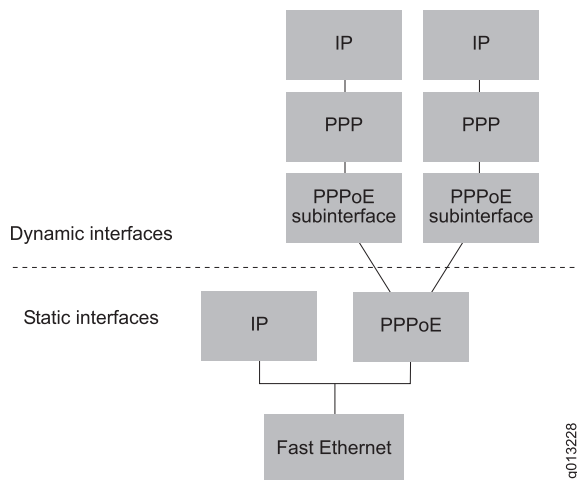 IP
IP
PPP
PPP
PPPoE
subinterface
PPPoE
subinterface
Dynamic interfaces
Static interfaces
IP
PPPoE
Fast Ethernet
g013228